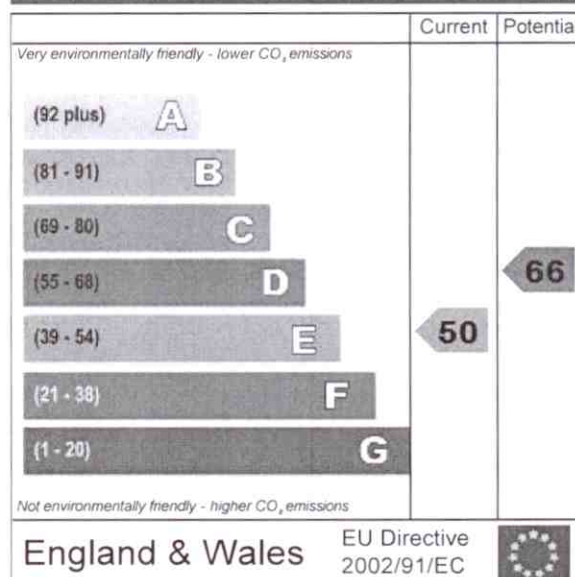 Current Potentia
Very environmentally friendly - lower CO₂ emissions
(92 plus) A
(81 - 91) B
(69 - 80) C
(55 - 68) D
(39 - 54) E
(21 - 38) F
(1 - 20) G
50
66
Not environmentally friendly - higher CO₂ emissions
England & Wales
EU Directive
2002/91/EC